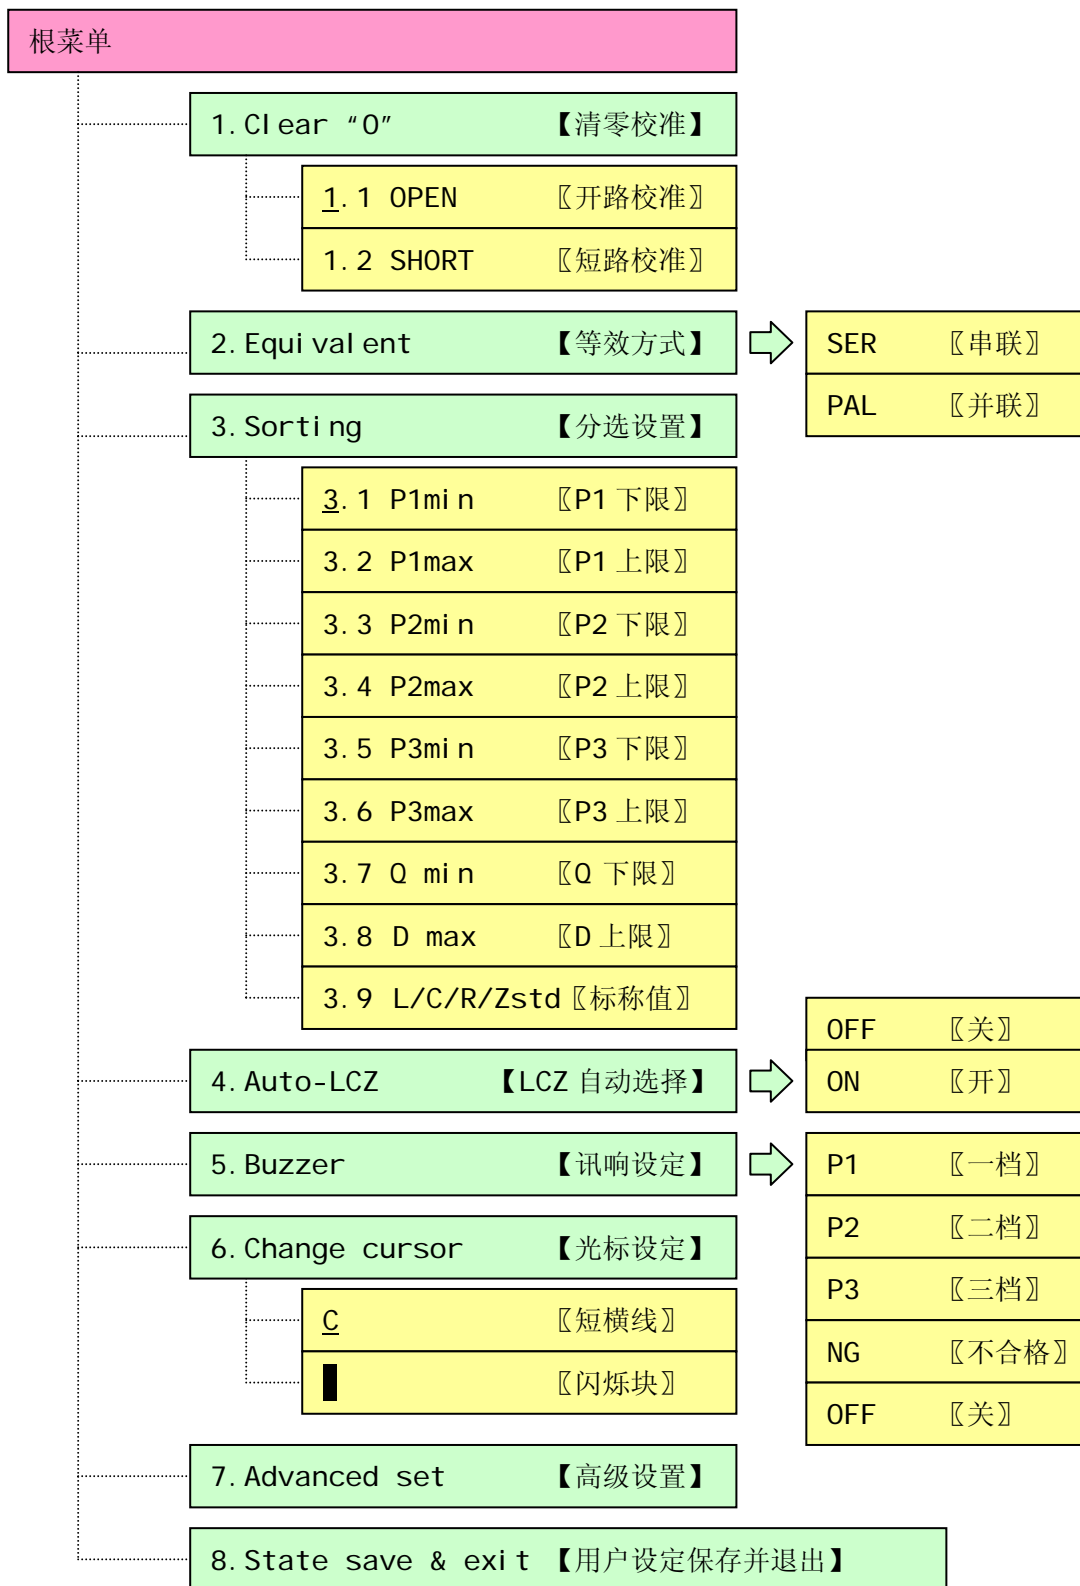 根菜单
1.Clear “0” 【清零校准】
1.1 OPEN 〖开路校准〗
1.2 SHORT 〖短路校准〗
2.Equivalent 【等效方式】
SER 〖串联〗
PAL 〖并联〗
3.Sorting 【分选设置】
3.1 P1min 〖P1 下限〗
3.2 P1max 〖P1 上限〗
3.3 P2min 〖P2 下限〗
3.4 P2max 〖P2 上限〗
3.5 P3min 〖P3 下限〗
3.6 P3max 〖P3 上限〗
3.7 Q min 〖Q 下限〗
3.8 D max 〖D 上限〗
3.9 L/C/R/Zstd〖标称值〗
4.Auto-LCZ 【LCZ 自动选择】
OFF 〖关〗
ON 〖开〗
5.Buzzer 【讯响设定】
P1 〖一档〗
P2 〖二档〗
P3 〖三档〗
NG 〖不合格〗
OFF 〖关〗
6.Change cursor 【光标设定】
C 〖短横线〗
〖闪烁块〗
7.Advanced set 【高级设置】
8.State save & exit 【用户设定保存并退出】